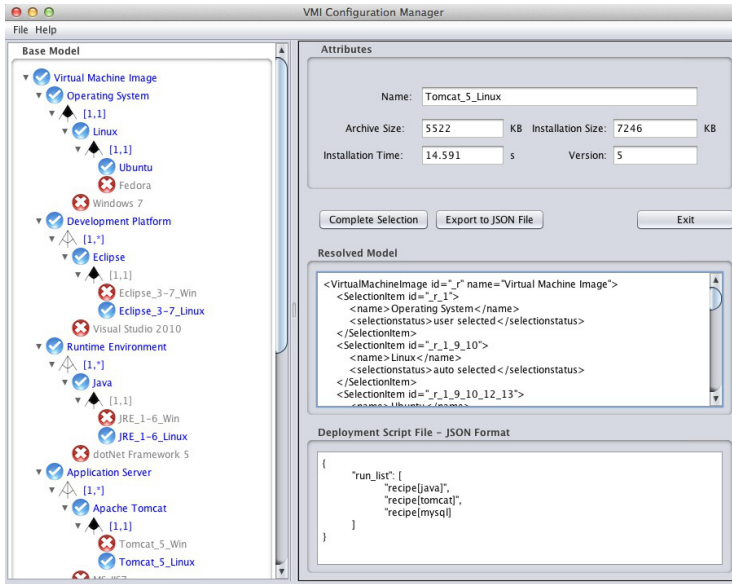 VMI Configuration Manager
File Help
Base Model
Virtual Machine Image
Operating System
[1,1]
Linux
[1,1]
Ubuntu
Fedora
Windows 7
Development Platform
[1,*]
Eclipse
[1,1]
Eclipse_3-7_Win
Eclipse_3-7_Linux
Visual Studio 2010
Runtime Environment
[1,*]
Java
[1,1]
JRE_1-6_Win
JRE_1-6_Linux
dotNet Framework 5
Application Server
[1,*]
Apache Tomcat
[1,1]
Tomcat_5_Win
Tomcat_5_Linux
Attributes
Name: Tomcat_5_Linux
Archive Size: 5522 KB Installation Size: 7246 KB
Installation Time: 14.591 s Version: 5
Complete Selection Export to JSON File Exit
Resolved Model
<VirtualMachineImage id="_r" name="Virtual Machine Image">
<SelectionItem id="_r_1">
<name>Operating System</name>
<selectionstatus>user selected</selectionstatus>
</SelectionItem>
<SelectionItem id="_r_1_9_10">
<name>Linux</name>
<selectionstatus>auto selected</selectionstatus>
</SelectionItem>
<SelectionItem id="_r_1_9_10_12_13">
<name>Ubuntu</name>
Deployment Script File - JSON Format
{
"run_list": [
"recipe[java]",
"recipe[tomcat]",
"recipe[mysql]
]
}